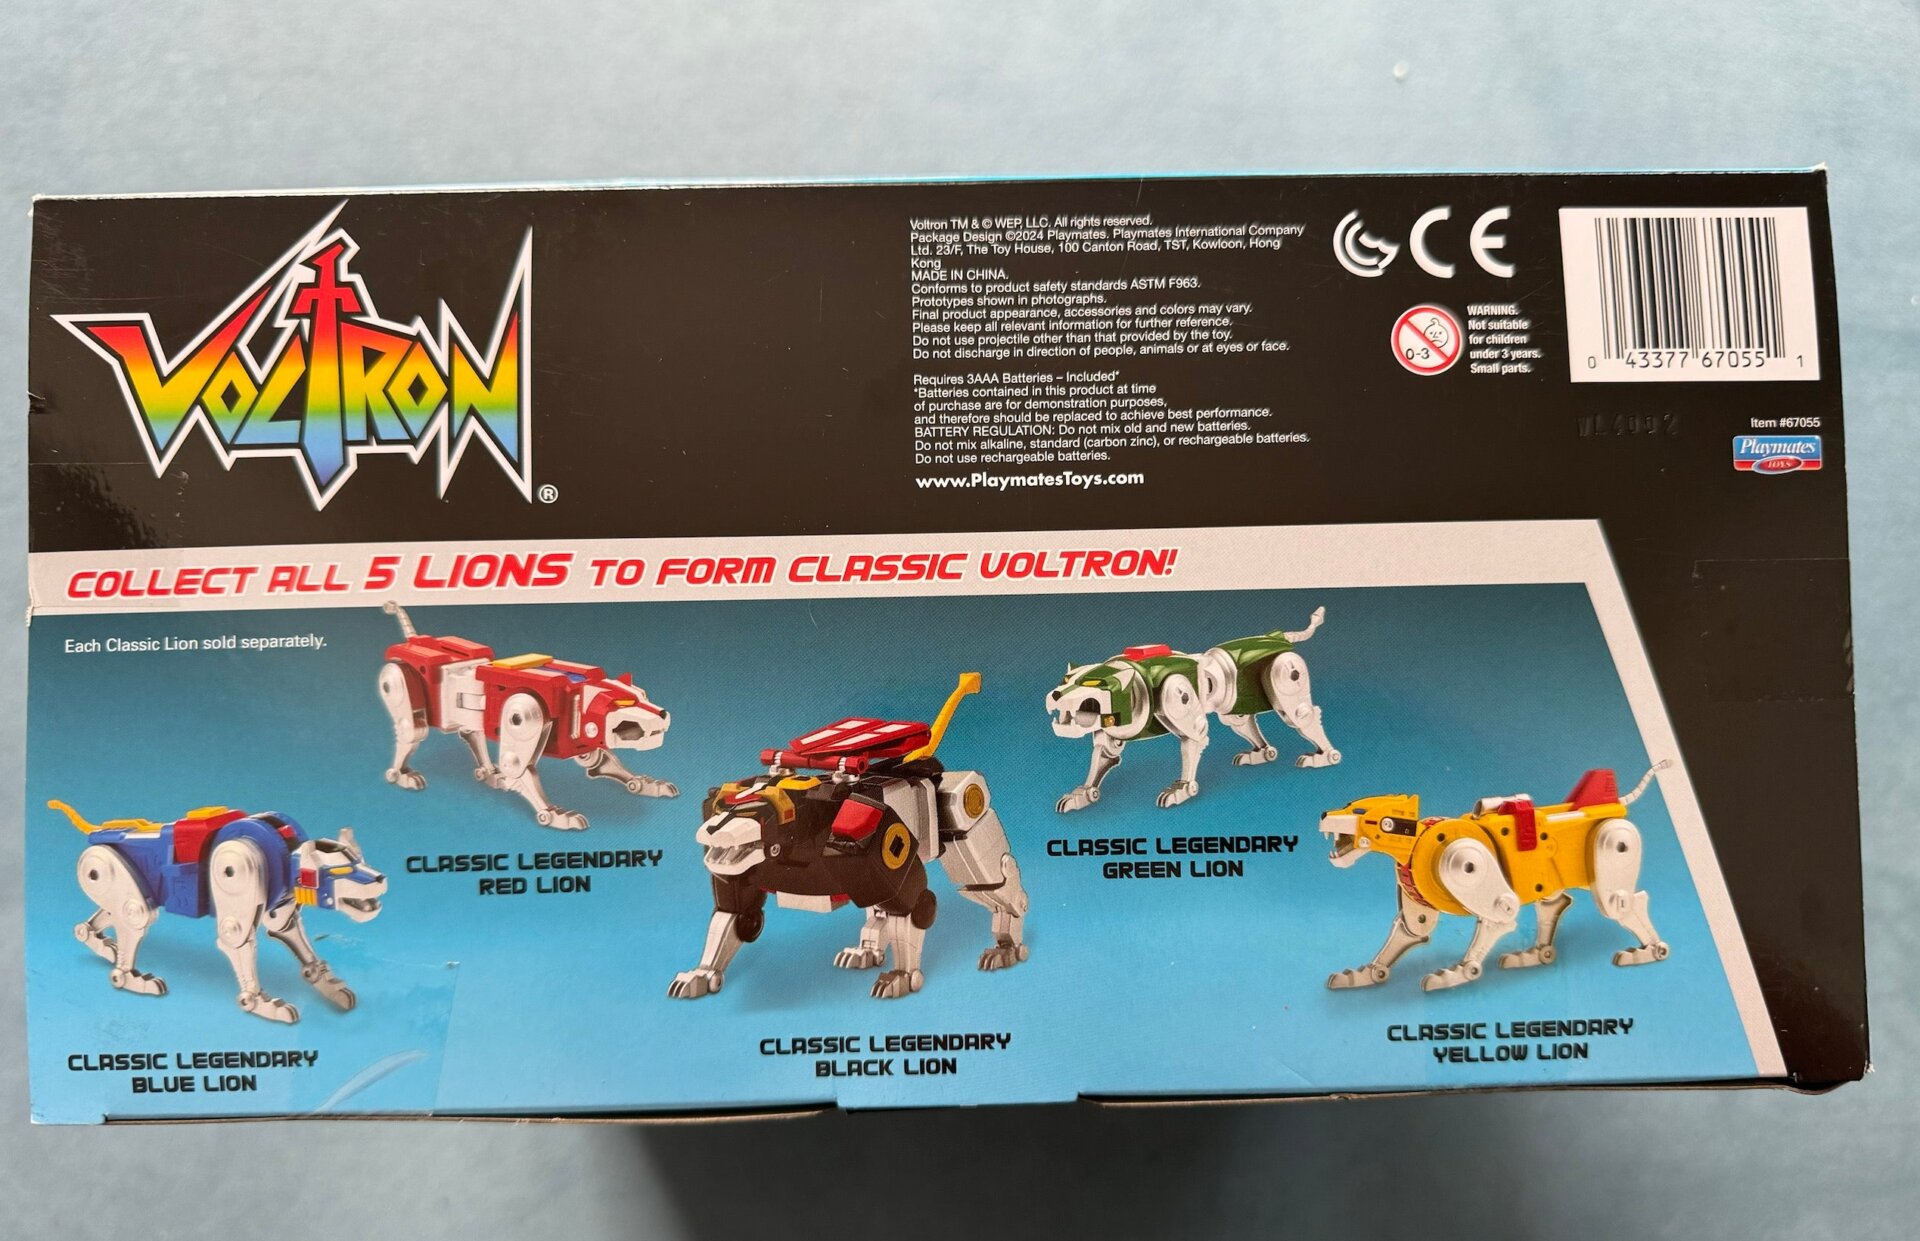 VOLTRON®
Voltron TM & © WEP, LLC. All rights reserved.
Package Design ©2024 Playmates. Playmates International Company
Ltd. 23/F, The Toy House, 100 Canton Road, TST, Kowloon, Hong
Kong
MADE IN CHINA.
Conforms to product safety standards ASTM F963.
Prototypes shown in photographs.
Final product appearance, accessories and colors may vary.
Please keep all relevant information for further reference.
Do not use projectile other than that provided by the toy.
Do not discharge in direction of people, animals or at eyes or face.
Requires 3AAA Batteries – Included*
*Batteries contained in this product at time
of purchase are for demonstration purposes,
and therefore should be replaced to achieve best performance.
BATTERY REGULATION: Do not mix old and new batteries.
Do not mix alkaline, standard (carbon zinc), or rechargeable batteries.
Do not use rechargeable batteries.
www.PlaymatesToys.com
CE
0-3
WARNING.
Not suitable
for children
under 3 years.
Small parts.
0 43377 67055 1
Item #67055
Playmates
TOYS
COLLECT ALL 5 LIONS TO FORM CLASSIC VOLTRON!
Each Classic Lion sold separately.
CLASSIC LEGENDARY
RED LION
CLASSIC LEGENDARY
GREEN LION
CLASSIC LEGENDARY
BLUE LION
CLASSIC LEGENDARY
BLACK LION
CLASSIC LEGENDARY
YELLOW LION